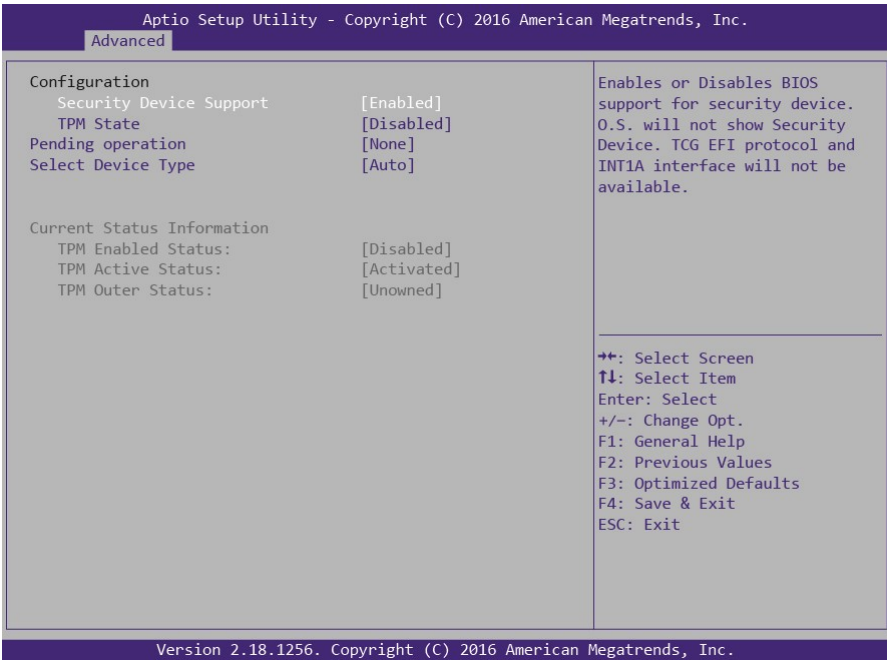 Aptio Setup Utility - Copyright (C) 2016 American Megatrends, Inc.
Advanced
Configuration
Security Device Support [Enabled]
TPM State [Disabled]
Pending operation [None]
Select Device Type [Auto]
Current Status Information
TPM Enabled Status: [Disabled]
TPM Active Status: [Activated]
TPM Outer Status: [Unowned]
Enables or Disables BIOS
support for security device.
O.S. will not show Security
Device. TCG EFI protocol and
INT1A interface will not be
available.
→←: Select Screen
↑↓: Select Item
Enter: Select
+/-: Change Opt.
F1: General Help
F2: Previous Values
F3: Optimized Defaults
F4: Save & Exit
ESC: Exit
Version 2.18.1256. Copyright (C) 2016 American Megatrends, Inc.